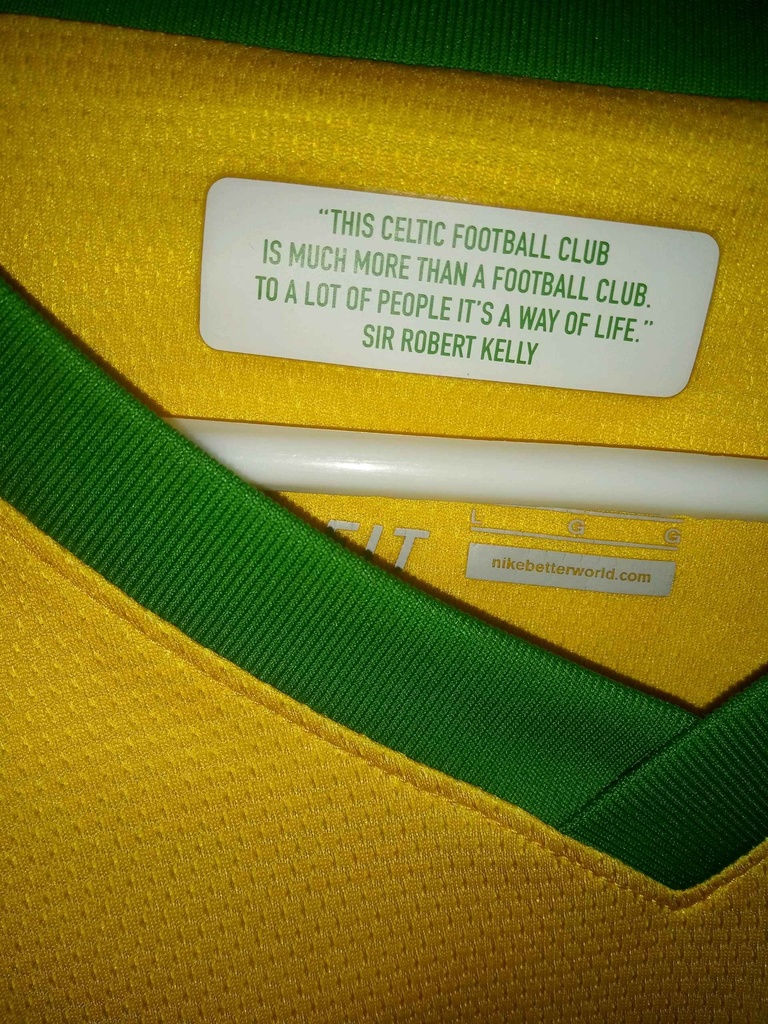 “THIS CELTIC FOOTBALL CLUB
IS MUCH MORE THAN A FOOTBALL CLUB.
TO A LOT OF PEOPLE IT'S A WAY OF LIFE.”
SIR ROBERT KELLY
FIT
L G G
nikebetterworld.com